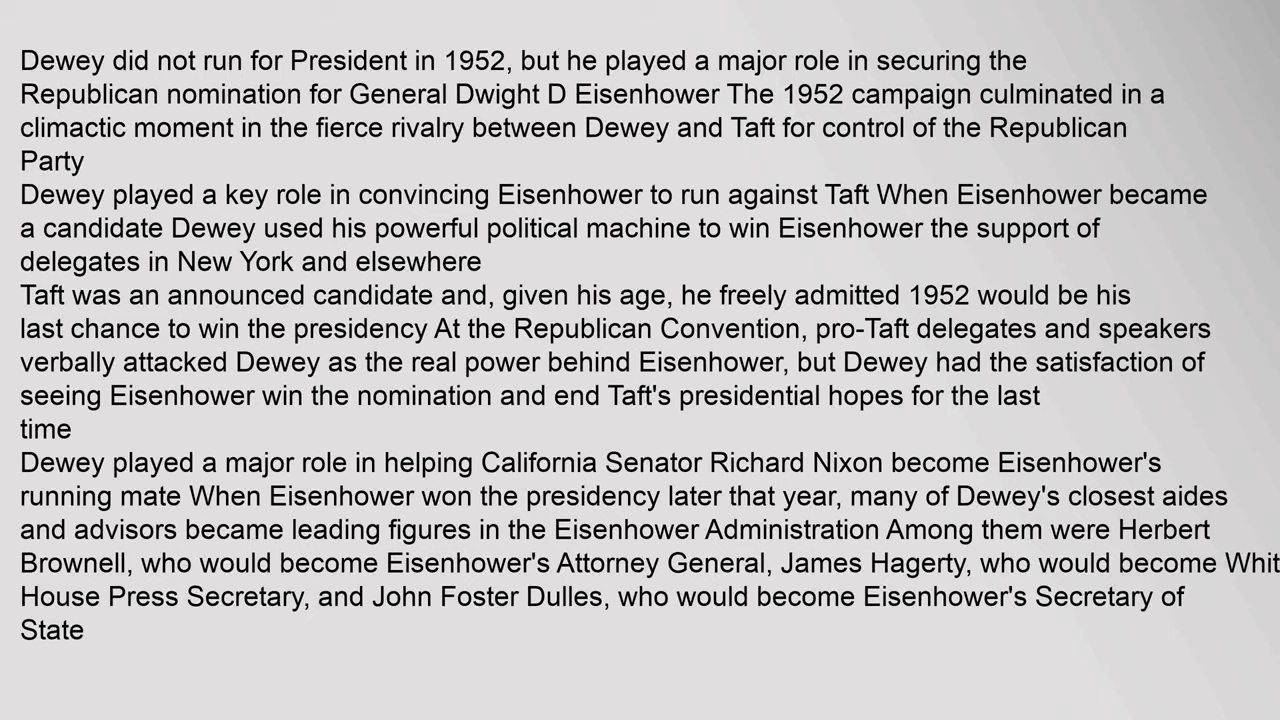 Dewey did not run for President in 1952, but he played a major role in securing the
Republican nomination for General Dwight D Eisenhower The 1952 campaign culminated in a
climactic moment in the fierce rivalry between Dewey and Taft for control of the Republican
Party
Dewey played a key role in convincing Eisenhower to run against Taft When Eisenhower became
a candidate Dewey used his powerful political machine to win Eisenhower the support of
delegates in New York and elsewhere
Taft was an announced candidate and, given his age, he freely admitted 1952 would be his
last chance to win the presidency At the Republican Convention, pro-Taft delegates and speakers
verbally attacked Dewey as the real power behind Eisenhower, but Dewey had the satisfaction of
seeing Eisenhower win the nomination and end Taft's presidential hopes for the last
time
Dewey played a major role in helping California Senator Richard Nixon become Eisenhower's
running mate When Eisenhower won the presidency later that year, many of Dewey's closest aides
and advisors became leading figures in the Eisenhower Administration Among them were Herbert
Brownell, who would become Eisenhower's Attorney General, James Hagerty, who would become Whit
House Press Secretary, and John Foster Dulles, who would become Eisenhower's Secretary of
State